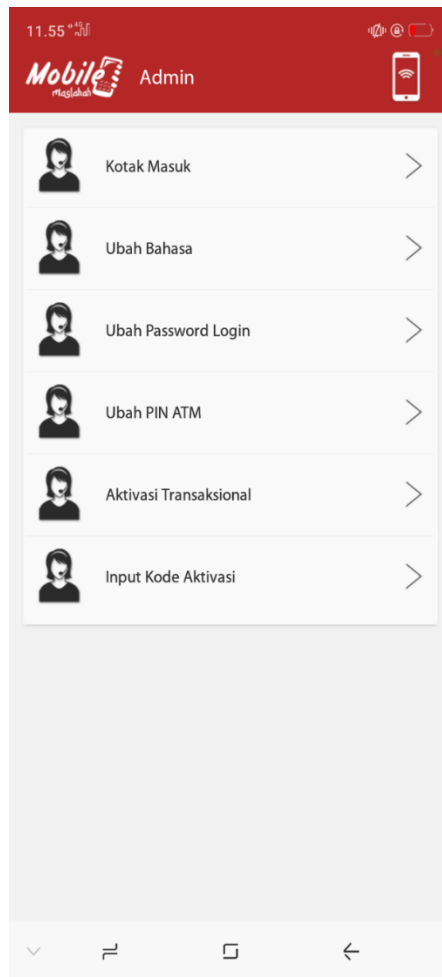 11.55 4G
Mobile Admin
maslahah
Kotak Masuk
Ubah Bahasa
Ubah Password Login
Ubah PIN ATM
Aktivasi Transaksional
Input Kode Aktivasi